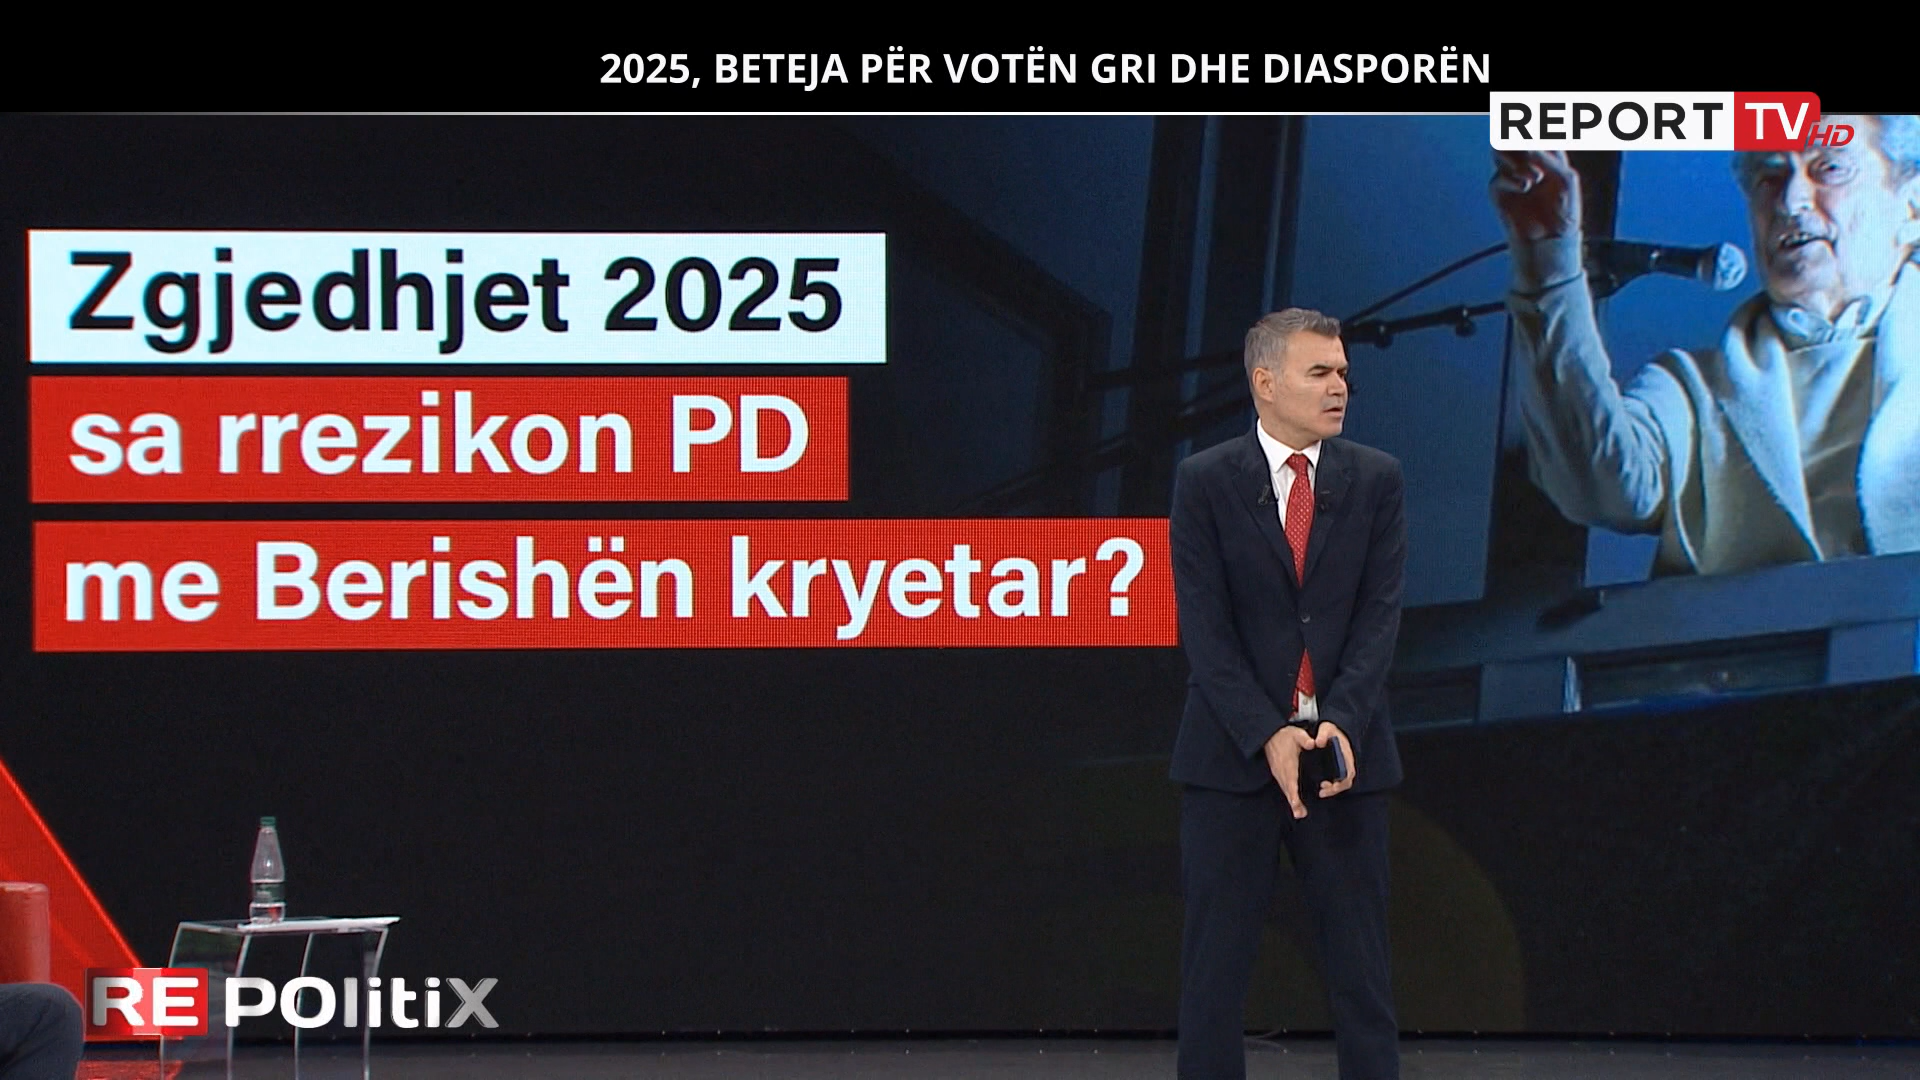 2025, BETEJA PËR VOTËN GRI DHE DIASPORËN
REPORT TV HD
Zgjedhjet 2025
sa rrezikon PD
me Berishën kryetar?
RE POlitiX